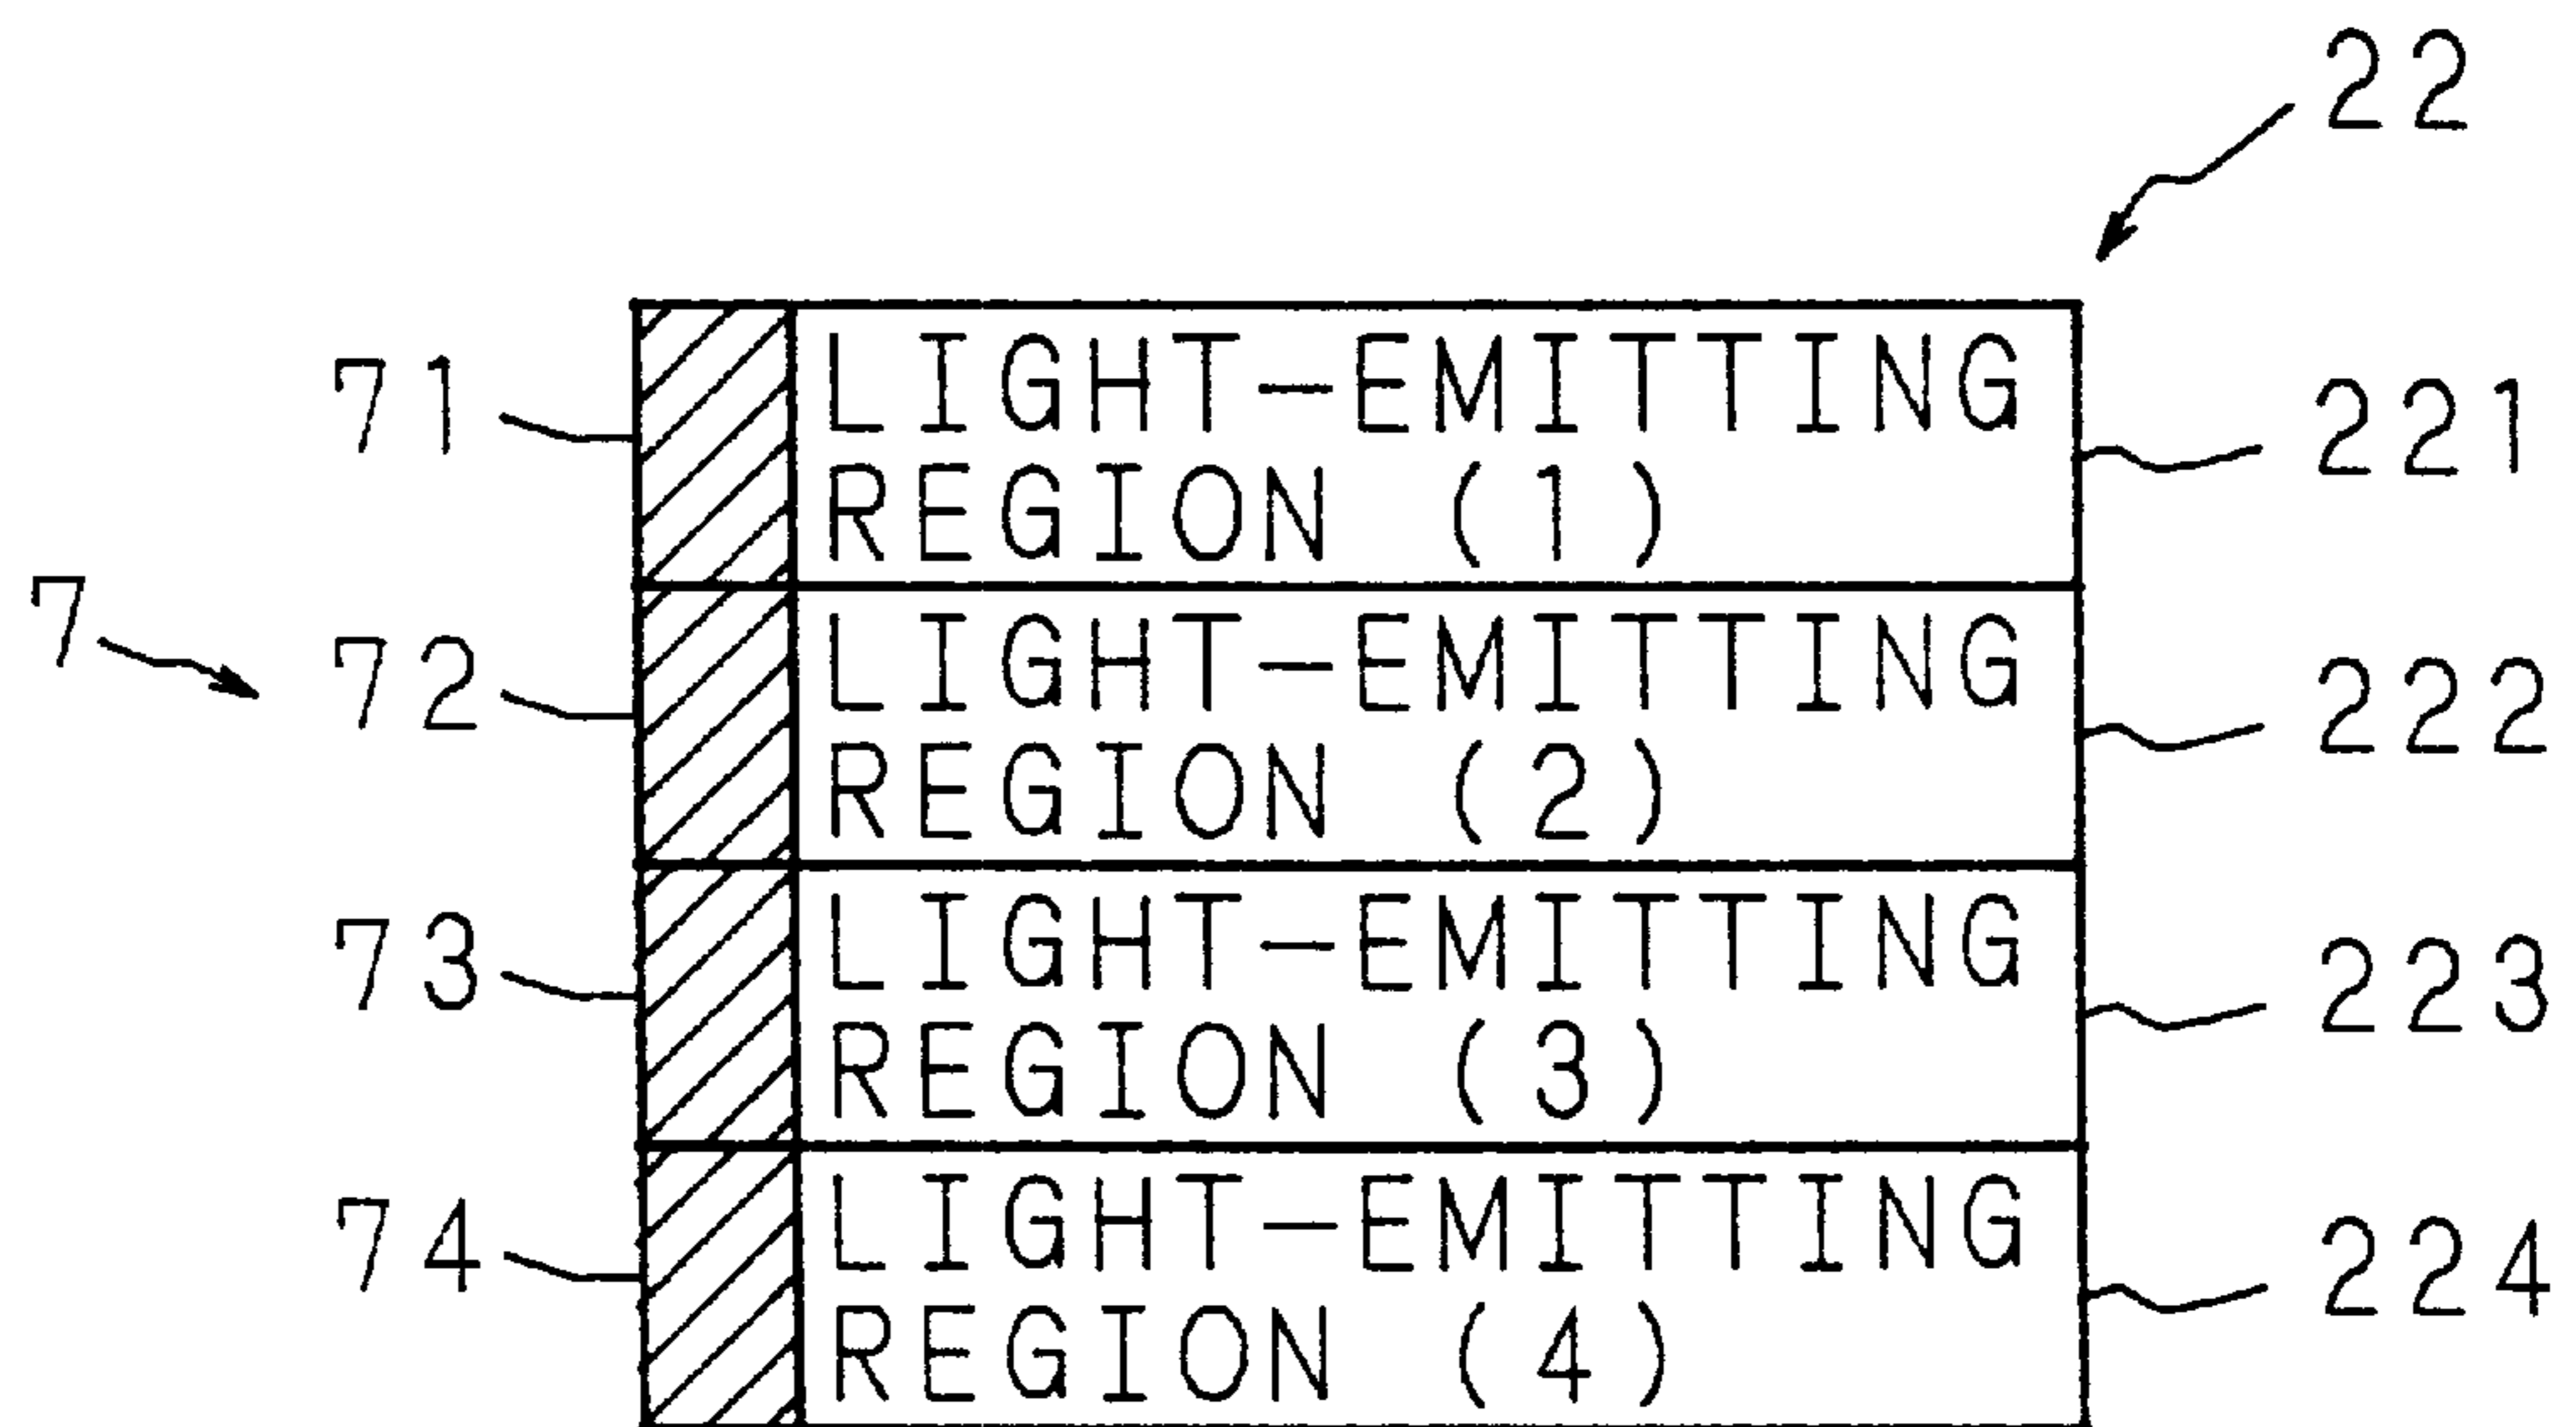 22
71 LIGHT-EMITTING 221
REGION (1)
7
72 LIGHT-EMITTING 222
REGION (2)
73 LIGHT-EMITTING 223
REGION (3)
74 LIGHT-EMITTING 224
REGION (4)